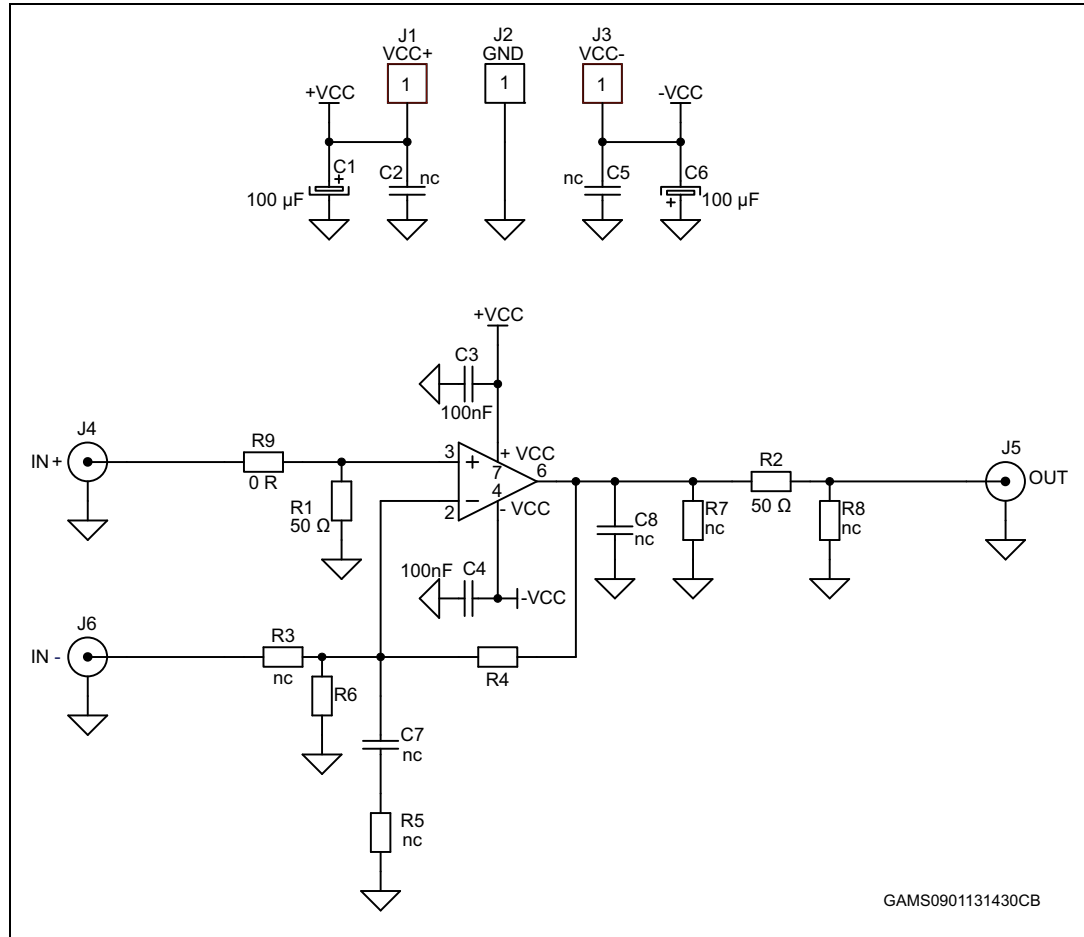 J1
VCC+
1
J2
GND
1
J3
VCC-
1
+VCC
-VCC
C1
+
100 µF
C2
nc
nc
C5
C6
+
100 µF
+VCC
C3
100nF
J4
IN +
R9
0 R
R1
50 Ω
3
+
+ VCC
7
6
2
−
4
- VCC
100nF
C4
-VCC
C8
nc
R7
nc
R2
50 Ω
R8
nc
J5
OUT
J6
IN -
R3
nc
R6
R4
C7
nc
R5
nc
GAMS0901131430CB